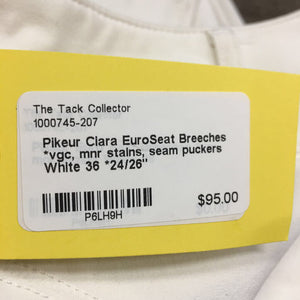 The Tack Collector
1000745-207
Pikeur Clara EuroSeat Breeches
*vgc, mnr stains, seam puckers
White 36 *24/26"
$95.00
P6LH9H